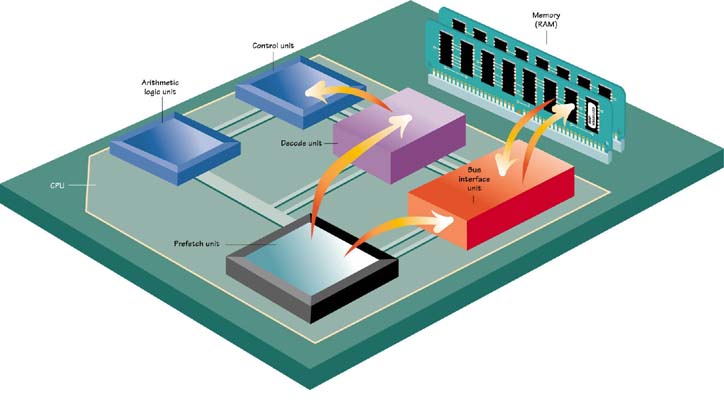 Memory
(RAM)
Control unit
Arithmetic
logic unit
Decode unit
Bus
interface
unit
CPU
Prefetch unit